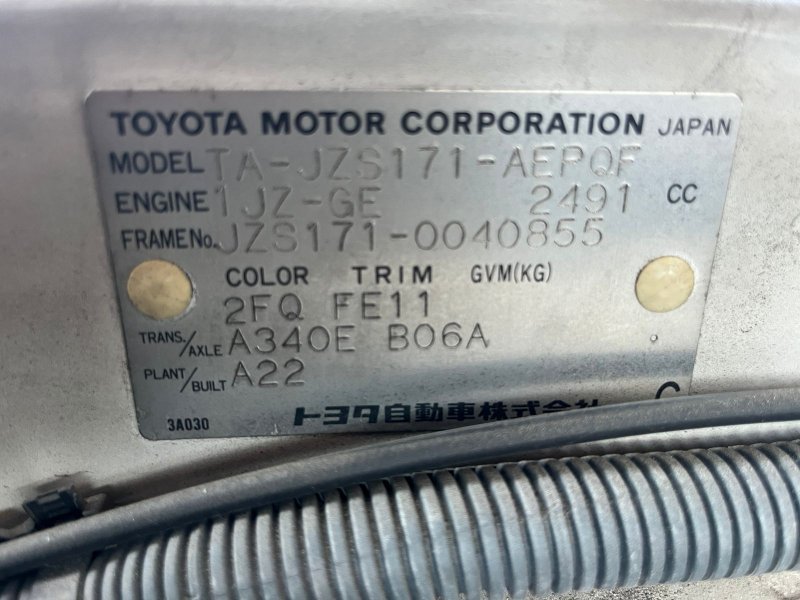 TOYOTA MOTOR CORPORATION JAPAN
MODEL TA-JZS171-AEPQF
ENGINE 1JZ-GE 2491 CC
FRAME No. JZS171-0040855
COLOR TRIM GVM(KG)
2FQ FE11
TRANS./AXLE A340E B06A
PLANT/BUILT A22
3A030 トヨタ自動車株式会社